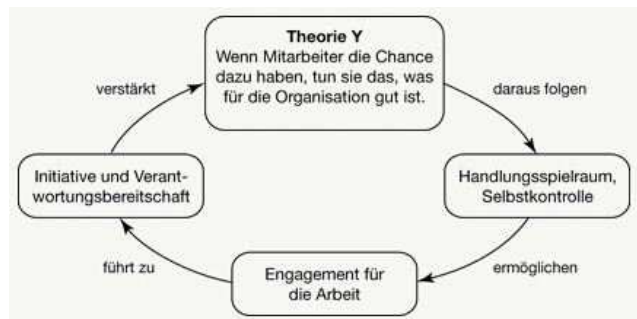 Theorie Y
Wenn Mitarbeiter die Chance
dazu haben, tun sie das, was
für die Organisation gut ist.
verstärkt
daraus folgen
Initiative und Verant-
wortungsbereitschaft
Handlungsspielraum,
Selbstkontrolle
führt zu
ermöglichen
Engagement für
die Arbeit